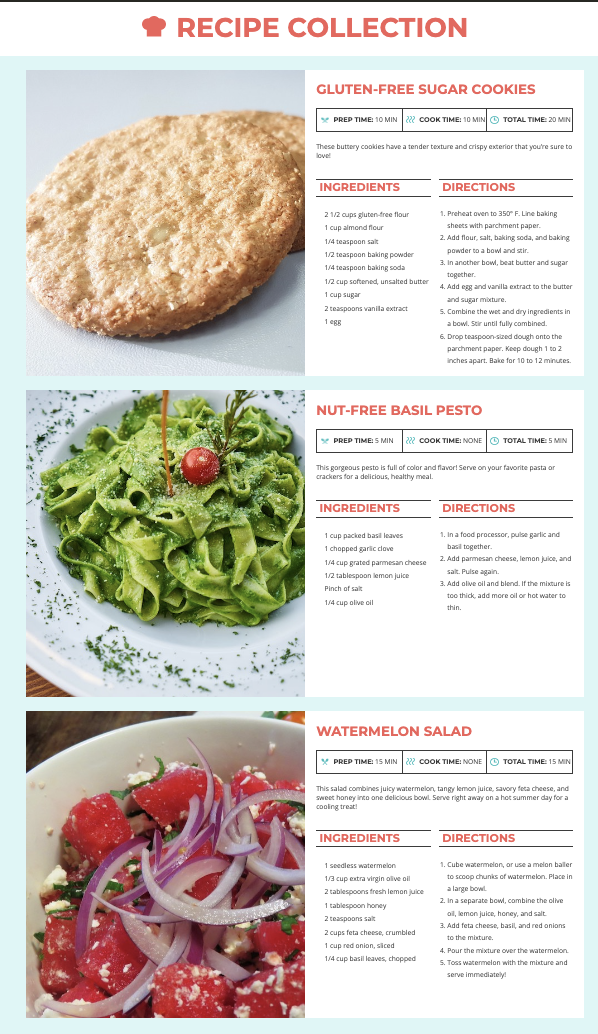 RECIPE COLLECTION
GLUTEN-FREE SUGAR COOKIES
PREP TIME: 10 MIN COOK TIME: 10 MIN TOTAL TIME: 20 MIN
These buttery cookies have a tender texture and crispy exterior that you're sure to
love!
INGREDIENTS
2 1/2 cups gluten-free flour
1 cup almond flour
1/4 teaspoon salt
1/2 teaspoon baking powder
1/4 teaspoon baking soda
1/2 cup softened, unsalted butter
1 cup sugar
2 teaspoons vanilla extract
1 egg
DIRECTIONS
1. Preheat oven to 350° F. Line baking
sheets with parchment paper.
2. Add flour, salt, baking soda, and baking
powder to a bowl and stir.
3. In another bowl, beat butter and sugar
together.
4. Add egg and vanilla extract to the butter
and sugar mixture.
5. Combine the wet and dry ingredients in
a bowl. Stir until fully combined.
6. Drop teaspoon-sized dough onto the
parchment paper. Keep dough 1 to 2
inches apart. Bake for 10 to 12 minutes.
NUT-FREE BASIL PESTO
PREP TIME: 5 MIN COOK TIME: NONE TOTAL TIME: 5 MIN
This gorgeous pesto is full of color and flavor! Serve on your favorite pasta or
crackers for a delicious, healthy meal.
INGREDIENTS
1 cup packed basil leaves
1 chopped garlic clove
1/4 cup grated parmesan cheese
1/2 tablespoon lemon juice
Pinch of salt
1/4 cup olive oil
DIRECTIONS
1. In a food processor, pulse garlic and
basil together.
2. Add parmesan cheese, lemon juice, and
salt. Pulse again.
3. Add olive oil and blend. If the mixture is
too thick, add more oil or hot water to
thin.
WATERMELON SALAD
PREP TIME: 15 MIN COOK TIME: NONE TOTAL TIME: 15 MIN
This salad combines juicy watermelon, tangy lemon juice, savory feta cheese, and
sweet honey into one delicious bowl. Serve right away on a hot summer day for a
cooling treat!
INGREDIENTS
1 seedless watermelon
1/3 cup extra virgin olive oil
2 tablespoons fresh lemon juice
1 tablespoon honey
2 teaspoons salt
2 cups feta cheese, crumbled
1 cup red onion, sliced
1/4 cup basil leaves, chopped
DIRECTIONS
1. Cube watermelon, or use a melon baller
to scoop chunks of watermelon. Place in
a large bowl.
2. In a separate bowl, combine the olive
oil, lemon juice, honey, and salt.
3. Add feta cheese, basil, and red onions
to the mixture.
4. Pour the mixture over the watermelon.
5. Toss watermelon with the mixture and
serve immediately!